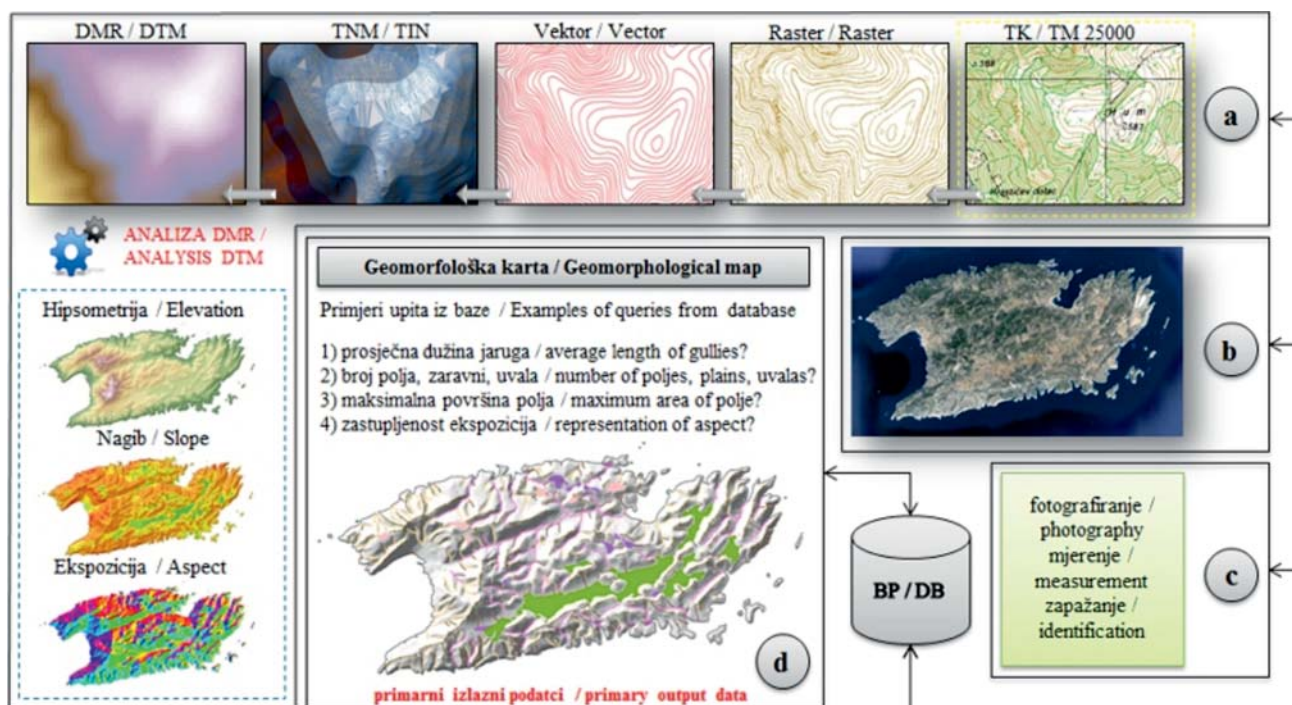 DMR / DTM
TNM / TIN
Vektor / Vector
Raster / Raster
TK / TM 25000
a
ANALIZA DMR /
ANALYSIS DTM
Hipsometrija / Elevation
Nagib / Slope
Ekspozicija / Aspect
Geomorfološka karta / Geomorphological map
Primjeri upita iz baze / Examples of queries from database
1) prosječna dužina jaruga / average length of gullies?
2) broj polja, zaravni, uvala / number of poljes, plains, uvalas?
3) maksimalna površina polja / maximum area of polje?
4) zastupljenost ekspozicija / representation of aspect?
d
primarni izlazni podatci / primary output data
b
BP / DB
fotografiranje /
photography
mjerenje /
measurement
zapažanje /
identification
c